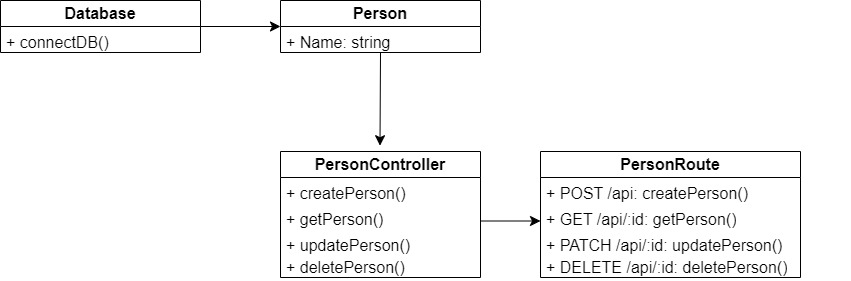 Database
+ connectDB()
Person
+ Name: string
PersonController
+ createPerson()
+ getPerson()
+ updatePerson()
+ deletePerson()
PersonRoute
+ POST /api: createPerson()
+ GET /api/:id: getPerson()
+ PATCH /api/:id: updatePerson()
+ DELETE /api/:id: deletePerson()